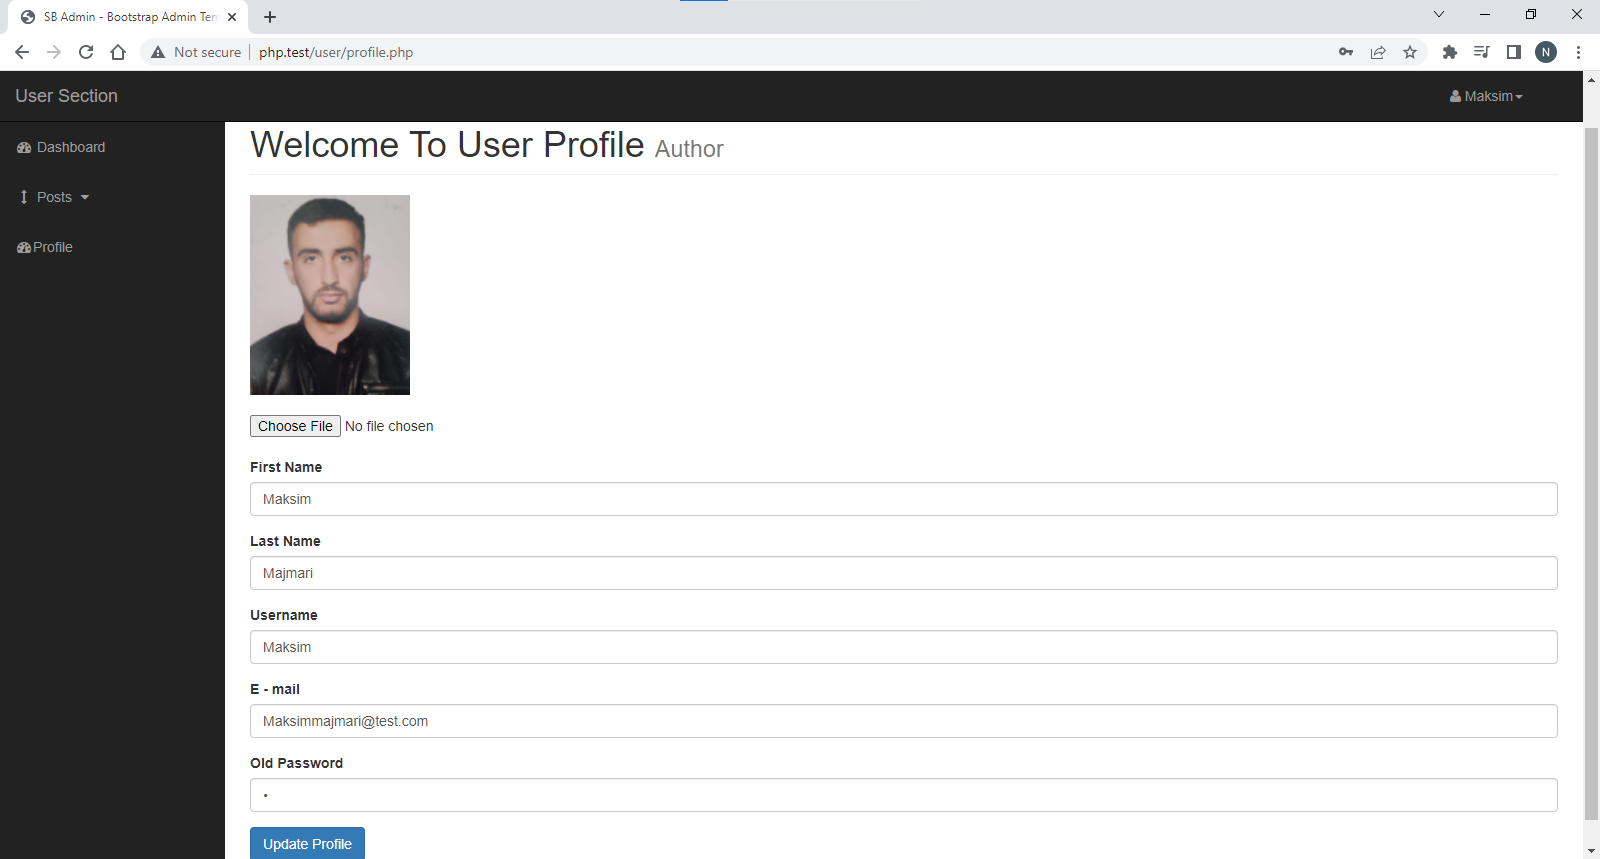 SB Admin - Bootstrap Admin Tem
Not secure php.test/user/profile.php
N
User Section
Maksim
Dashboard
Posts
Profile
Welcome To User Profile Author
Choose File No file chosen
First Name
Maksim
Last Name
Majmari
Username
Maksim
E - mail
Maksimmajmari@test.com
Old Password
Update Profile